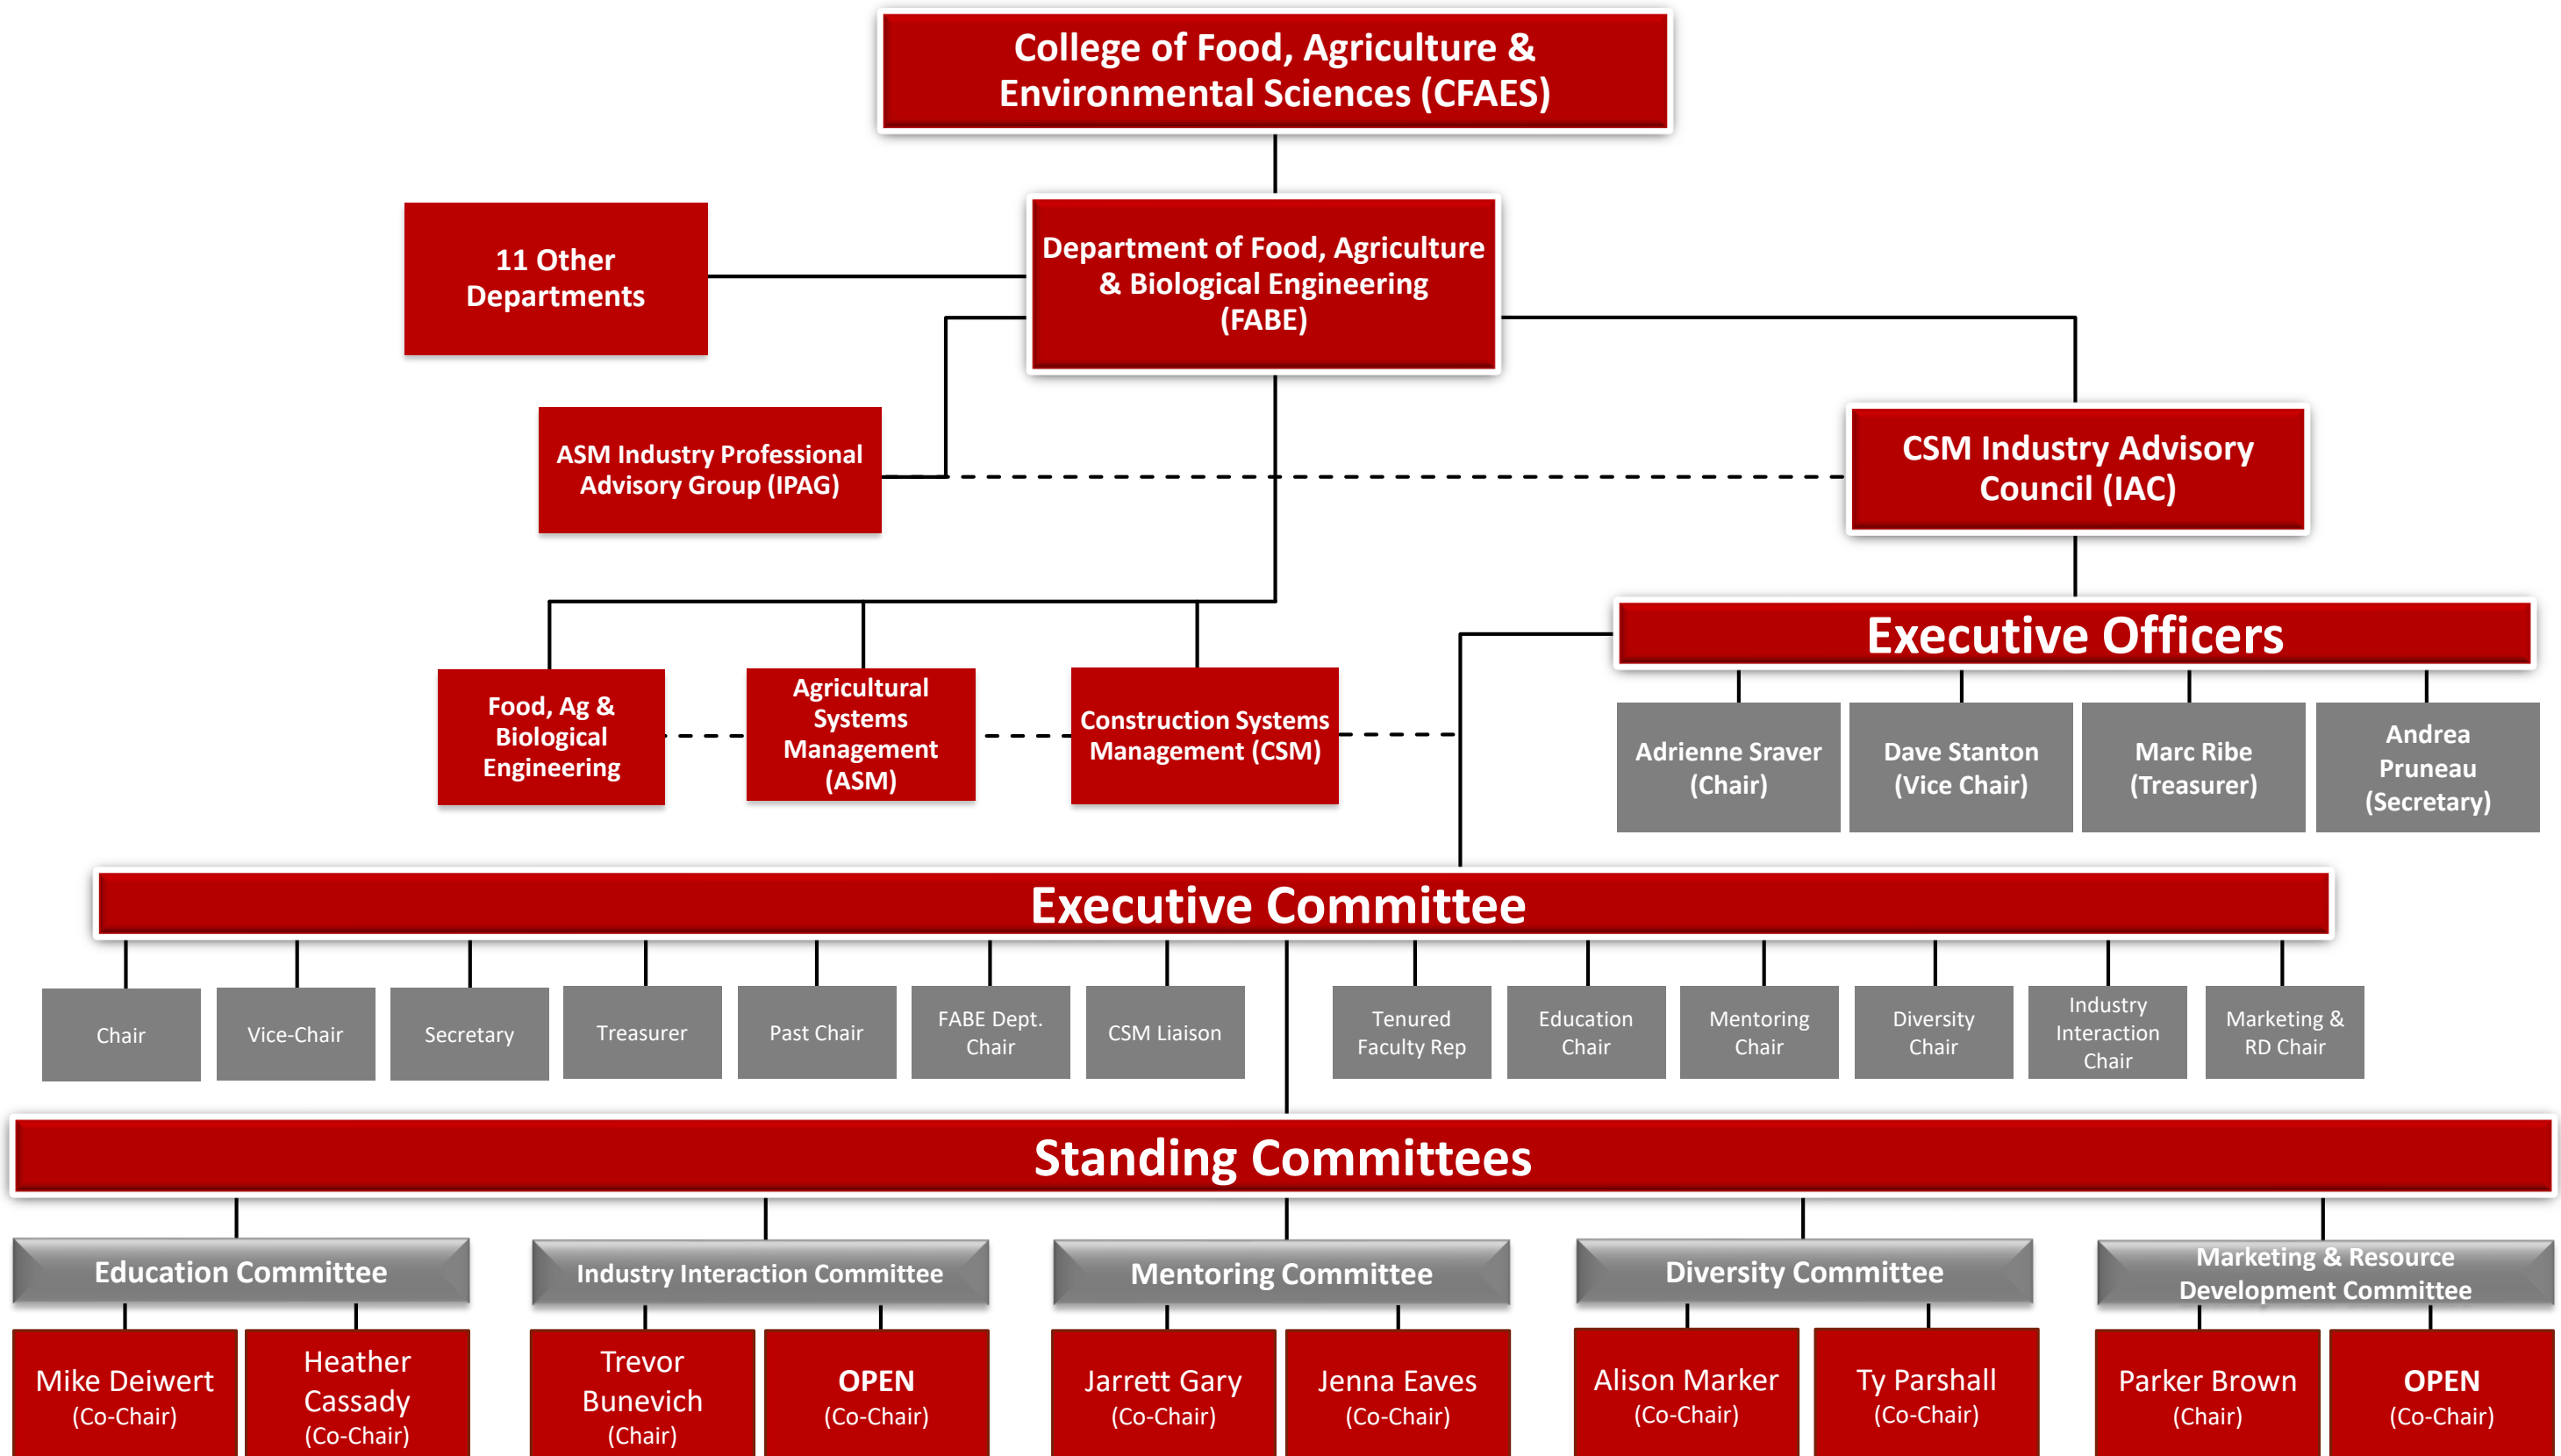 College of Food, Agriculture &
Environmental Sciences (CFAES)
11 Other
Departments
Department of Food, Agriculture
& Biological Engineering
(FABE)
ASM Industry Professional
Advisory Group (IPAG)
CSM Industry Advisory
Council (IAC)
Executive Officers
Food, Ag &
Biological
Engineering
Agricultural
Systems
Management
(ASM)
Construction Systems
Management (CSM)
Adrienne Sraver
(Chair)
Dave Stanton
(Vice Chair)
Marc Ribe
(Treasurer)
Andrea
Pruneau
(Secretary)
Executive Committee
Chair
Vice-Chair
Secretary
Treasurer
Past Chair
FABE Dept.
Chair
CSM Liaison
Tenured
Faculty Rep
Education
Chair
Mentoring
Chair
Diversity
Chair
Industry
Interaction
Chair
Marketing &
RD Chair
Standing Committees
Education Committee
Industry Interaction Committee
Mentoring Committee
Diversity Committee
Marketing & Resource
Development Committee
Mike Deiwert
(Co-Chair)
Heather
Cassady
(Co-Chair)
Trevor
Bunevich
(Chair)
OPEN
(Co-Chair)
Jarrett Gary
(Co-Chair)
Jenna Eaves
(Co-Chair)
Alison Marker
(Co-Chair)
Ty Parshall
(Co-Chair)
Parker Brown
(Chair)
OPEN
(Co-Chair)